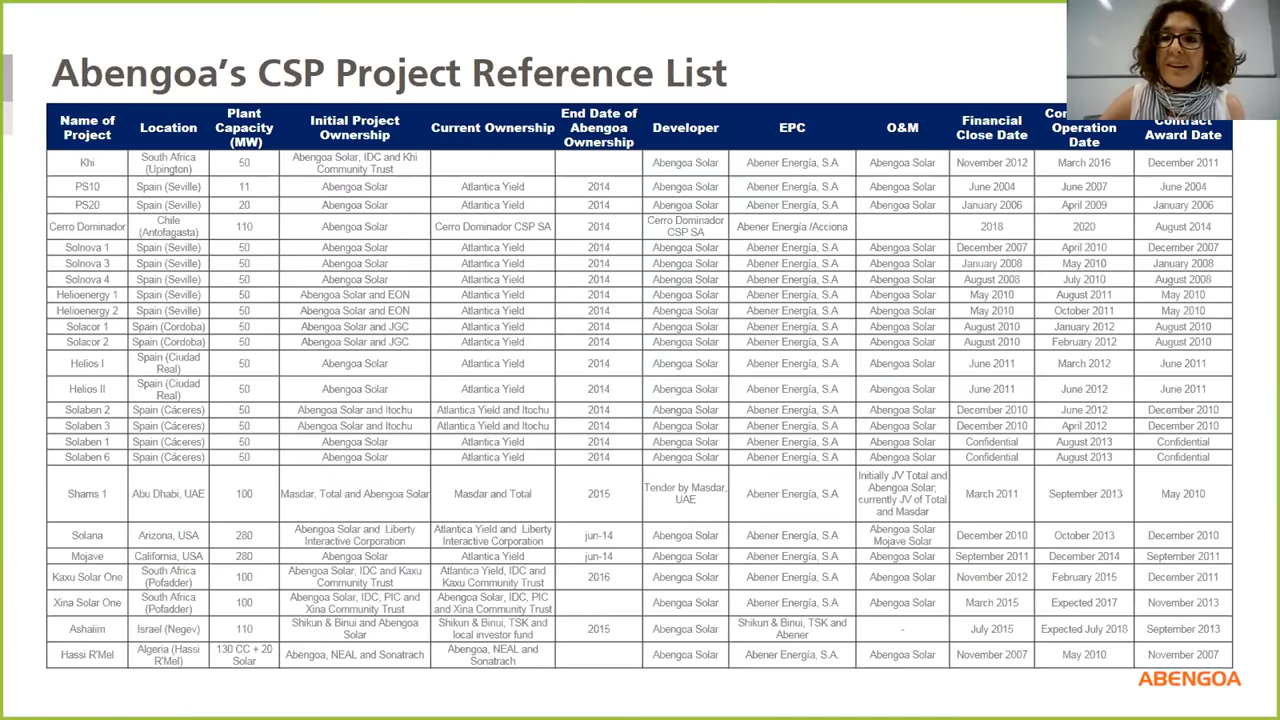 Abengoa's CSP Project Reference List
Name of Project | Location | Plant Capacity (MW) | Initial Project Ownership | Current Ownership | End Date of Abengoa Ownership | Developer | EPC | O&M | Financial Close Date | Operation Date | Contract Award Date
Khi | South Africa (Upington) | 50 | Abengoa Solar, IDC and Khi Community Trust | | | Abengoa Solar | Abener Energía, S.A | Abengoa Solar | November 2012 | March 2016 | December 2011
PS10 | Spain (Seville) | 11 | Abengoa Solar | Atlantica Yield | 2014 | Abengoa Solar | Abener Energía, S.A | Abengoa Solar | June 2004 | June 2007 | June 2004
PS20 | Spain (Seville) | 20 | Abengoa Solar | Atlantica Yield | 2014 | Abengoa Solar | Abener Energía, S.A | Abengoa Solar | January 2006 | April 2009 | January 2006
Cerro Dominador | Chile (Antofagasta) | 110 | Abengoa Solar | Cerro Dominador CSP SA | 2014 | Cerro Dominador CSP SA | Abener Energía /Acciona | | 2018 | 2020 | August 2014
Solnova 1 | Spain (Seville) | 50 | Abengoa Solar | Atlantica Yield | 2014 | Abengoa Solar | Abener Energía, S.A | Abengoa Solar | December 2007 | April 2010 | December 2007
Solnova 3 | Spain (Seville) | 50 | Abengoa Solar | Atlantica Yield | 2014 | Abengoa Solar | Abener Energía, S.A | Abengoa Solar | January 2008 | May 2010 | January 2008
Solnova 4 | Spain (Seville) | 50 | Abengoa Solar | Atlantica Yield | 2014 | Abengoa Solar | Abener Energía, S.A | Abengoa Solar | August 2008 | July 2010 | August 2008
Helioenergy 1 | Spain (Seville) | 50 | Abengoa Solar and EON | Atlantica Yield | 2014 | Abengoa Solar | Abener Energía, S.A | Abengoa Solar | May 2010 | August 2011 | May 2010
Helioenergy 2 | Spain (Seville) | 50 | Abengoa Solar and EON | Atlantica Yield | 2014 | Abengoa Solar | Abener Energía, S.A | Abengoa Solar | May 2010 | October 2011 | May 2010
Solacor 1 | Spain (Cordoba) | 50 | Abengoa Solar and JGC | Atlantica Yield | 2014 | Abengoa Solar | Abener Energía, S.A | Abengoa Solar | August 2010 | January 2012 | August 2010
Solacor 2 | Spain (Cordoba) | 50 | Abengoa Solar and JGC | Atlantica Yield | 2014 | Abengoa Solar | Abener Energía, S.A | Abengoa Solar | August 2010 | February 2012 | August 2010
Helios I | Spain (Ciudad Real) | 50 | Abengoa Solar | Atlantica Yield | 2014 | Abengoa Solar | Abener Energía, S.A | Abengoa Solar | June 2011 | March 2012 | June 2011
Helios II | Spain (Ciudad Real) | 50 | Abengoa Solar | Atlantica Yield | 2014 | Abengoa Solar | Abener Energía, S.A | Abengoa Solar | June 2011 | June 2012 | June 2011
Solaben 2 | Spain (Cáceres) | 50 | Abengoa Solar and Itochu | Atlantica Yield and Itochu | 2014 | Abengoa Solar | Abener Energía, S.A | Abengoa Solar | December 2010 | June 2012 | December 2010
Solaben 3 | Spain (Cáceres) | 50 | Abengoa Solar and Itochu | Atlantica Yield and Itochu | 2014 | Abengoa Solar | Abener Energía, S.A | Abengoa Solar | December 2010 | April 2012 | December 2010
Solaben 1 | Spain (Cáceres) | 50 | Abengoa Solar | Atlantica Yield | 2014 | Abengoa Solar | Abener Energía, S.A | Abengoa Solar | Confidential | August 2013 | Confidential
Solaben 6 | Spain (Cáceres) | 50 | Abengoa Solar | Atlantica Yield | 2014 | Abengoa Solar | Abener Energía, S.A | Abengoa Solar | Confidential | August 2013 | Confidential
Shams 1 | Abu Dhabi, UAE | 100 | Masdar, Total and Abengoa Solar | Masdar and Total | 2015 | Tender by Masdar, UAE | Abener Energía, S.A | Initially JV Total and Abengoa Solar; currently JV of Total and Masdar | March 2011 | September 2013 | May 2010
Solana | Arizona, USA | 280 | Abengoa Solar and Liberty Interactive Corporation | Atlantica Yield and Liberty Interactive Corporation | jun-14 | Abengoa Solar | Abener Energía, S.A | Abengoa Solar Mojave Solar | December 2010 | October 2013 | December 2010
Mojave | California, USA | 280 | Abengoa Solar | Atlantica Yield | jun-14 | Abengoa Solar | Abener Energía, S.A | Abengoa Solar | September 2011 | December 2014 | September 2011
Kaxu Solar One | South Africa (Pofadder) | 100 | Abengoa Solar, IDC and Kaxu Community Trust | Atlantica Yield, IDC and Kaxu Community Trust | 2016 | Abengoa Solar | Abener Energía, S.A | Abengoa Solar | November 2012 | February 2015 | December 2011
Xina Solar One | South Africa (Pofadder) | 100 | Abengoa Solar, IDC, PIC and Xina Community Trust | Abengoa Solar, IDC, PIC and Xina Community Trust | | Abengoa Solar | Abener Energía, S.A | Abengoa Solar | March 2015 | Expected 2017 | November 2013
Ashalim | Israel (Negev) | 110 | Shikun & Binui and Abengoa Solar | Shikun & Binui, TSK and local investor fund | 2015 | Abengoa Solar | Shikun & Binui, TSK and Abener | - | July 2015 | Expected July 2018 | September 2013
Hassi R'Mel | Algeria (Hassi R'Mel) | 130 CC + 20 Solar | Abengoa, NEAL and Sonatrach | Abengoa, NEAL and Sonatrach | | Abengoa Solar | Abener Energía, S.A. | Abengoa Solar | November 2007 | May 2010 | November 2007
ABENGOA